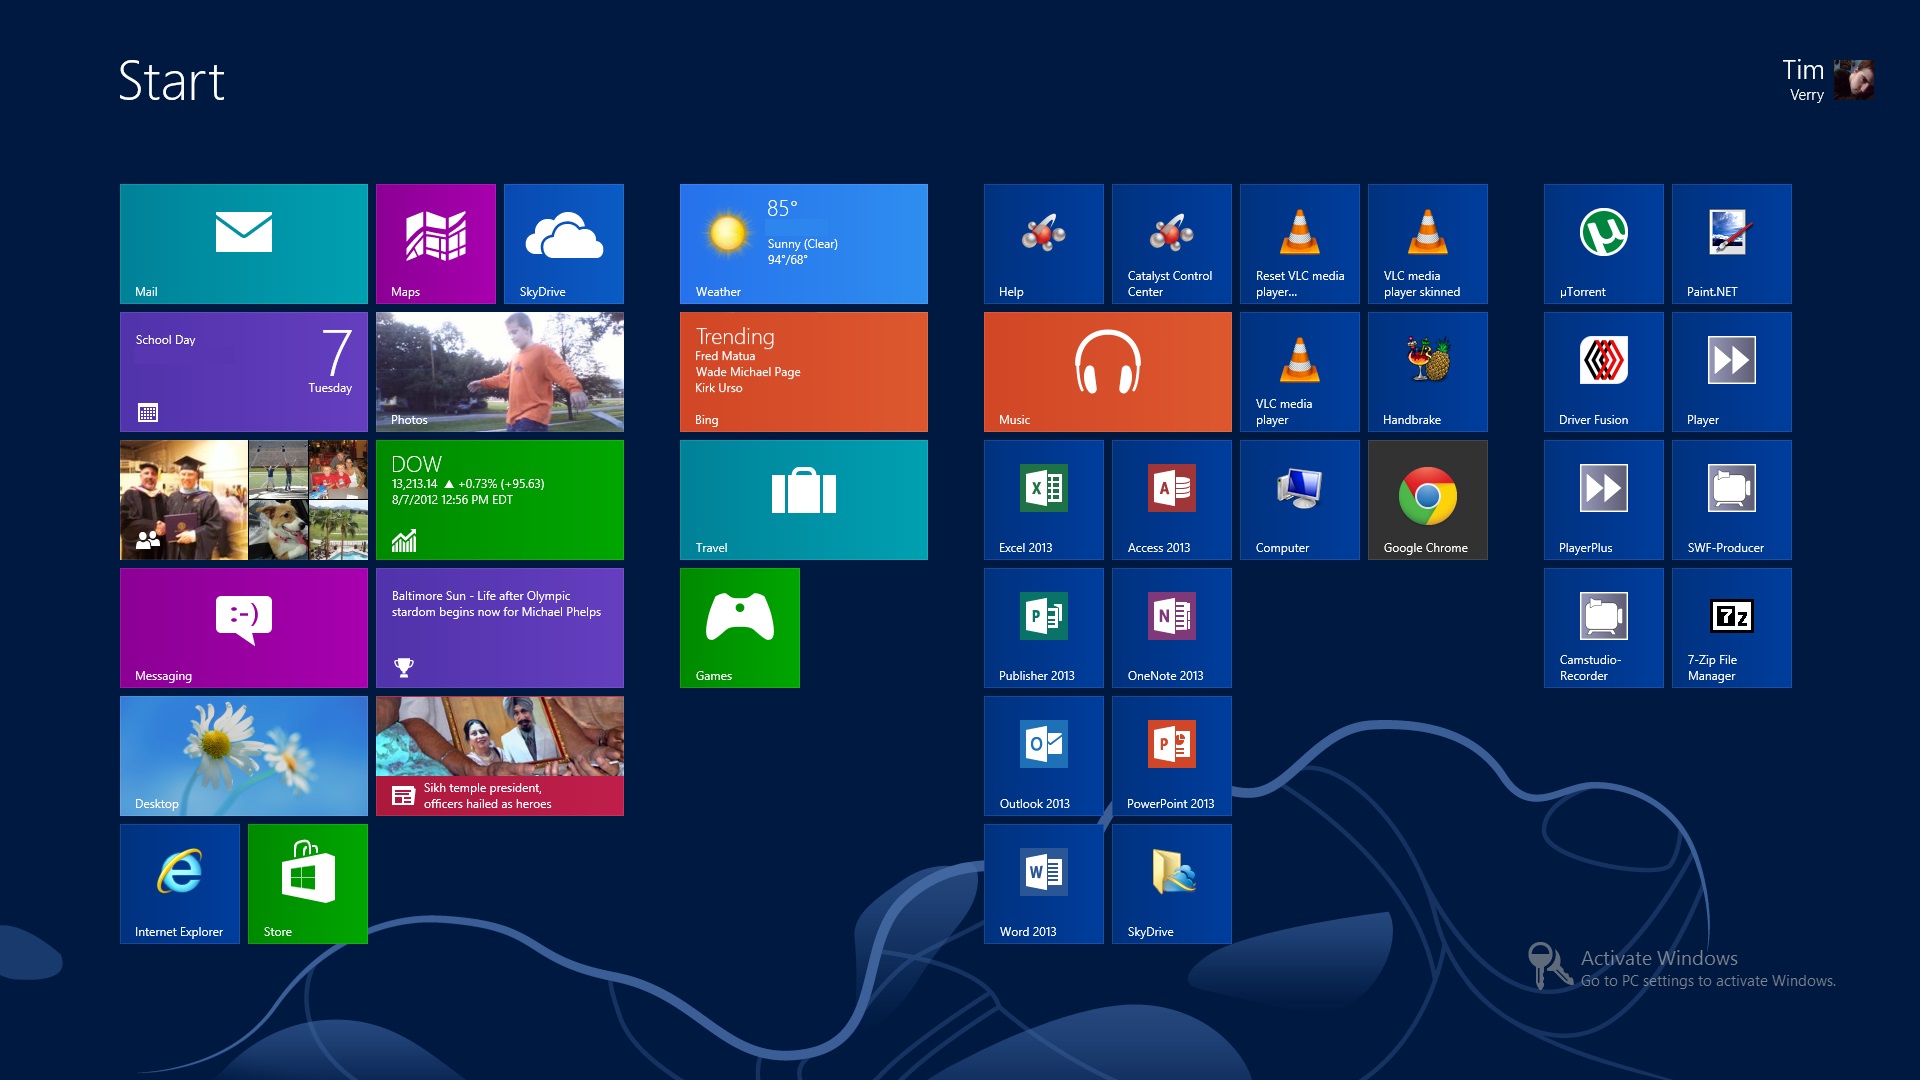 Start
Tim
Verry
Mail
Maps
SkyDrive
School Day
7
Tuesday
Photos
DOW
13,213.14 ▲ +0.73% (+95.63)
8/7/2012 12:56 PM EDT
:-)
Messaging
Baltimore Sun - Life after Olympic
stardom begins now for Michael Phelps
Desktop
Sikh temple president,
officers hailed as heroes
Internet Explorer
Store
85°
Sunny (Clear)
94°/68°
Weather
Trending
Fred Matua
Wade Michael Page
Kirk Urso
Bing
Travel
Games
Help
Catalyst Control
Center
Reset VLC media
player...
VLC media
player skinned
Music
VLC media
player
Handbrake
X
Excel 2013
A
Access 2013
Computer
Google Chrome
P
Publisher 2013
N
OneNote 2013
O
Outlook 2013
P
PowerPoint 2013
W
Word 2013
SkyDrive
µ
µTorrent
Paint.NET
Driver Fusion
Player
PlayerPlus
SWF-Producer
Camstudio-
Recorder
7z
7-Zip File
Manager
Activate Windows
Go to PC settings to activate Windows.